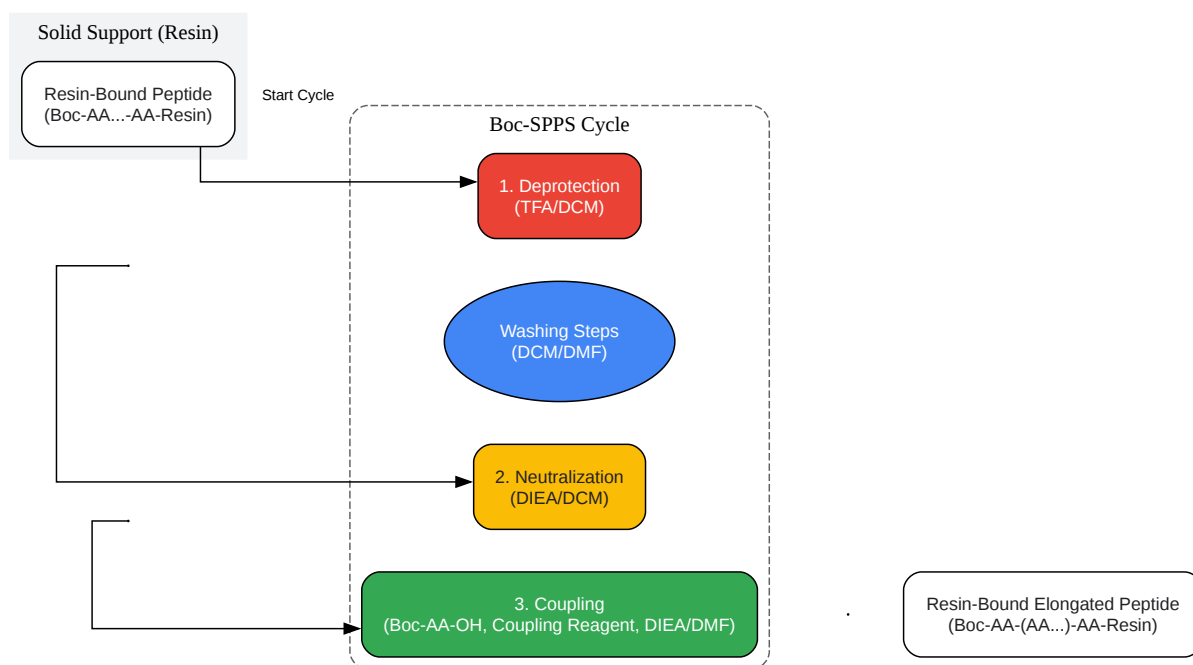 Solid Support (Resin)
Resin-Bound Peptide
(Boc-AA...-AA-Resin)
Start Cycle
Boc-SPPS Cycle
1. Deprotection
(TFA/DCM)
Washing Steps
(DCM/DMF)
2. Neutralization
(DIEA/DCM)
3. Coupling
(Boc-AA-OH, Coupling Reagent, DIEA/DMF)
Resin-Bound Elongated Peptide
(Boc-AA-(AA...)-AA-Resin)